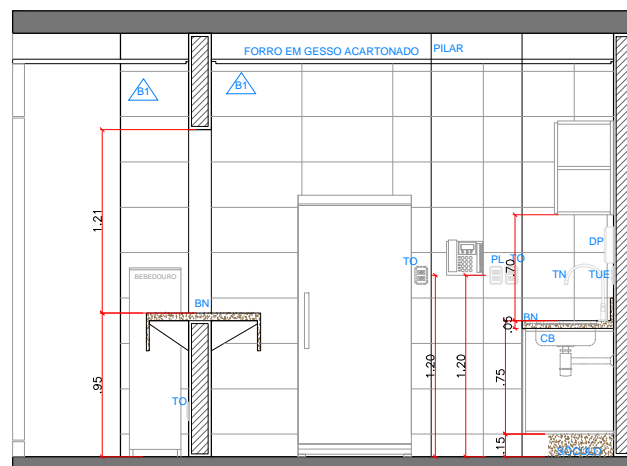 FORRO EM GESSO ACARTONADO
PILAR
B1
B1
1.21
.70
DP
TO
PL
TO
TN
TUE
BEBEDOURO
BN
BN
.05
CB
1.20
1.20
.95
.75
TO
.15
SOCULO